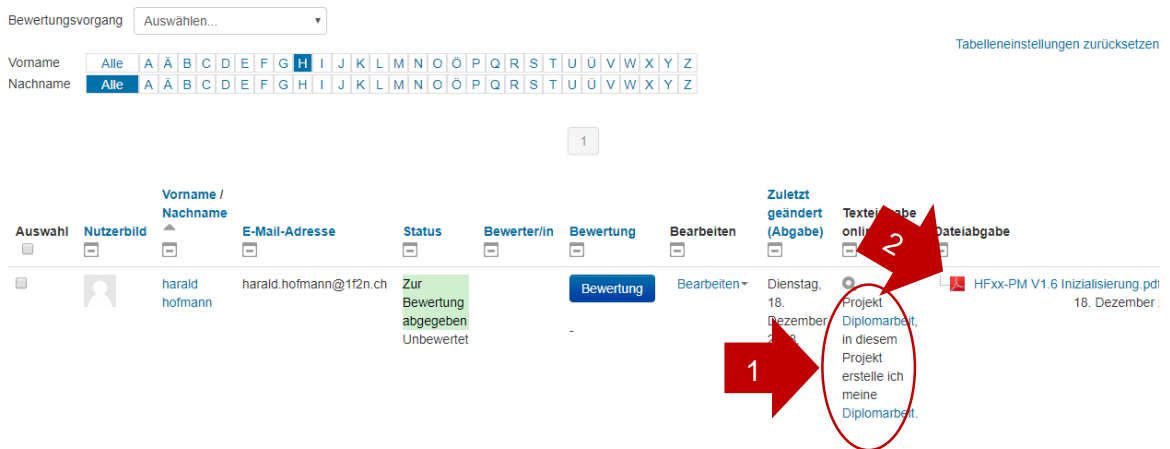 Bewertungsvorgang Auswählen...
Tabelleneinstellungen zurücksetzen
Vorname Alle A Ä B C D E F G H I J K L M N O Ö P Q R S T U Ü V W X Y Z
Nachname Alle A Ä B C D E F G H I J K L M N O Ö P Q R S T U Ü V W X Y Z
1
Auswahl
Nutzerbild
Vorname /
Nachname
E-Mail-Adresse
Status
Bewerter/in
Bewertung
Bearbeiten
Zuletzt
geändert
(Abgabe)
2
harald
hofmann
harald.hofmann@1f2n.ch
Zur
Bewertung
abgegeben
Unbewertet
Bewertung
-
Bearbeiten
Dienstag,
18.
Dezember
Projekt
Diplomarbeit,
in diesem
Projekt
erstelle ich
meine
Diplomarbeit.
HFxx-PM V1.6 Inizialisierung.pdf
18. Dezember
1